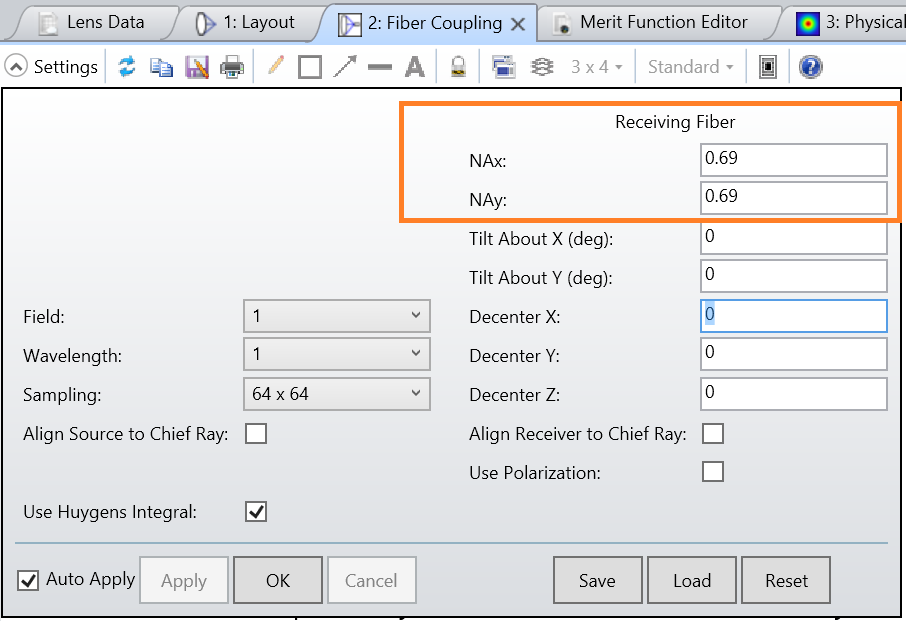 Lens Data 1: Layout 2: Fiber Coupling Merit Function Editor 3: Physical
Settings 3 x 4 Standard
Receiving Fiber
NAx: 0.69
NAy: 0.69
Tilt About X (deg): 0
Tilt About Y (deg): 0
Field: 1 Decenter X: 0
Wavelength: 1 Decenter Y: 0
Sampling: 64 x 64 Decenter Z: 0
Align Source to Chief Ray: Align Receiver to Chief Ray:
Use Polarization:
Use Huygens Integral:
Auto Apply Apply OK Cancel Save Load Reset